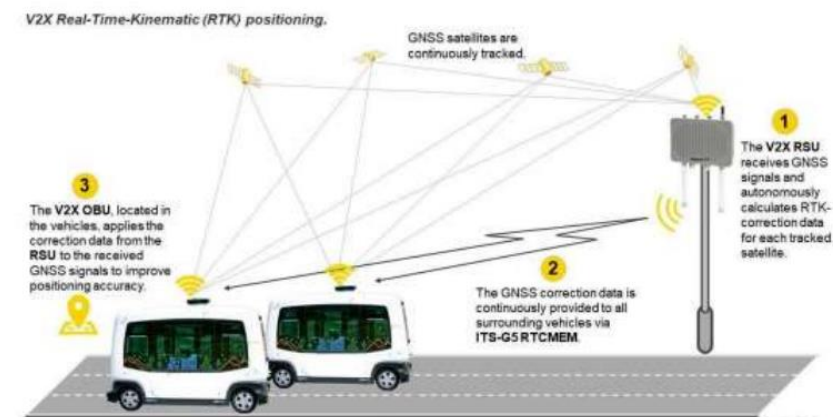 V2X Real-Time-Kinematic (RTK) positioning.
GNSS satellites are
continuously tracked.
1
The V2X RSU
receives GNSS
signals and
autonomously
calculates RTK-
correction data
for each tracked
satellite.
3
The V2X OBU, located in
the vehicles, applies the
correction data from the
RSU to the received
GNSS signals to improve
positioning accuracy.
2
The GNSS correction data is
continuously provided to all
surrounding vehicles via
ITS-G5 RTCMEM.